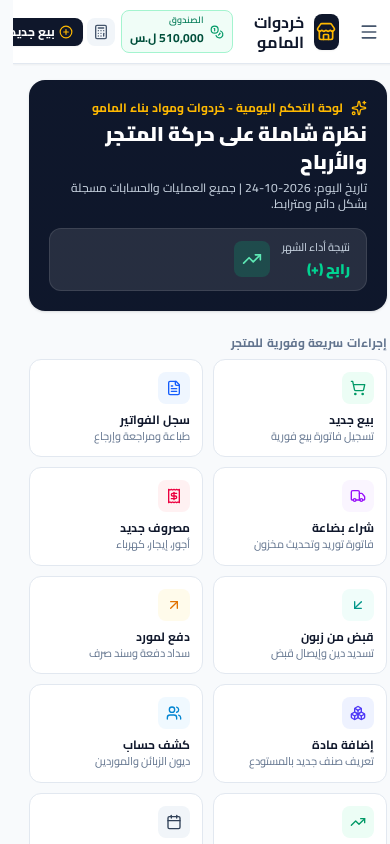 خردوات
المامو
الصندوق
510,000 ل.س
بيع جديد
لوحة التحكم اليومية - خردوات ومواد بناء المامو
نظرة شاملة على حركة المتجر
والأرباح
تاريخ اليوم: 2026-10-24 | جميع العمليات والحسابات مسجلة
بشكل دائم ومترابط.
نتيجة أداء الشهر
رابح (+)
إجراءات سريعة وفورية للمتجر
بيع جديد
تسجيل فاتورة بيع فورية
سجل الفواتير
طباعة ومراجعة وإرجاع
شراء بضاعة
فاتورة توريد وتحديث مخزون
مصروف جديد
أجور، إيجار، كهرباء
قبض من زبون
تسديد دين وإيصال قبض
دفع لمورد
سداد دفعة وسند صرف
إضافة مادة
تعريف صنف جديد بالمستودع
كشف حساب
ديون الزبائن والموردين